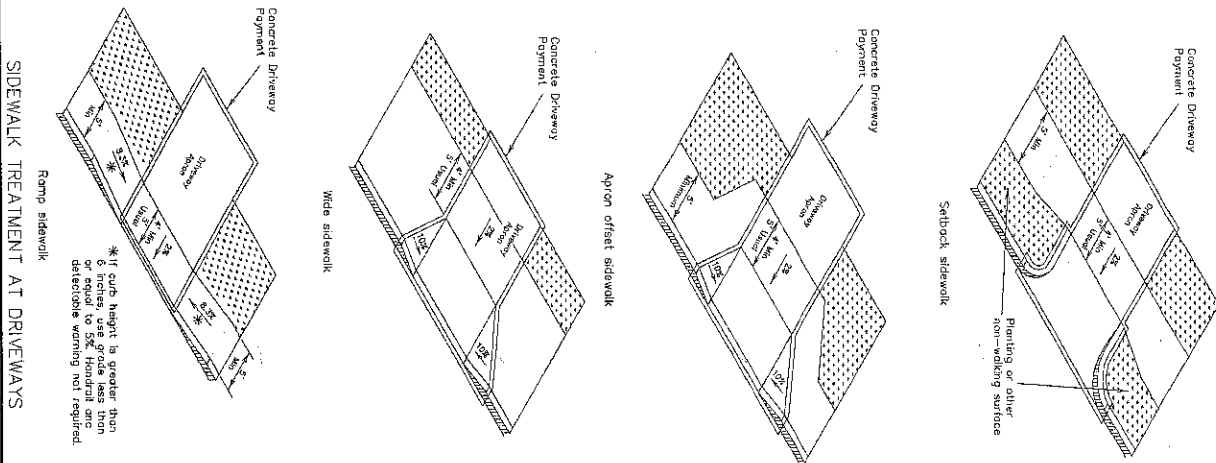 Concrete Driveway
Payment
Driveway
Apron
5' Min
4' Min
5' Usual
2%
Planting or other
non-walking surface
Setback sidewalk
Concrete Driveway
Payment
Driveway
Apron
Minimum
4' Min
5' Usual
2%
10%
10%
Apron offset sidewalk
Concrete Driveway
Payment
Driveway
Apron
4' Min
5' Usual
2%
10%
10%
Wide sidewalk
Concrete Driveway
Payment
Driveway
Apron
5'
Min
8.3%
*
4' Min
5'
Usual
2%
8.3%
*
5'
Min
*If curb height is greater than
6 inches, use grade less than
or equal to 5%. Handrail and
detectable warning not required.
Ramp sidewalk
SIDEWALK TREATMENT AT DRIVEWAYS